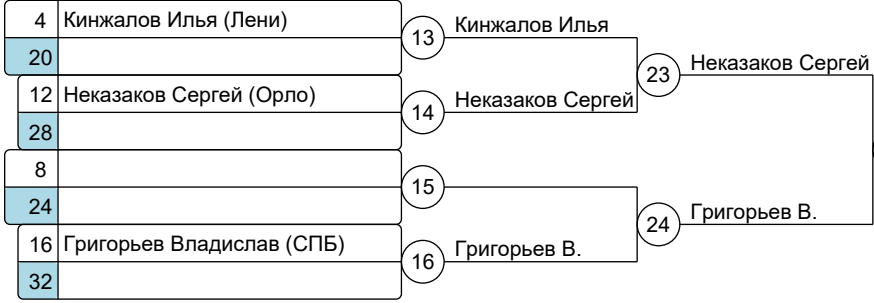 4 Кинжалов Илья (Лени)
20
12 Неказаков Сергей (Орло)
28
8
24
16 Григорьев Владислав (СПБ)
32
13 Кинжалов Илья
14 Неказаков Сергей
15
16 Григорьев В.
23 Неказаков Сергей
24 Григорьев В.